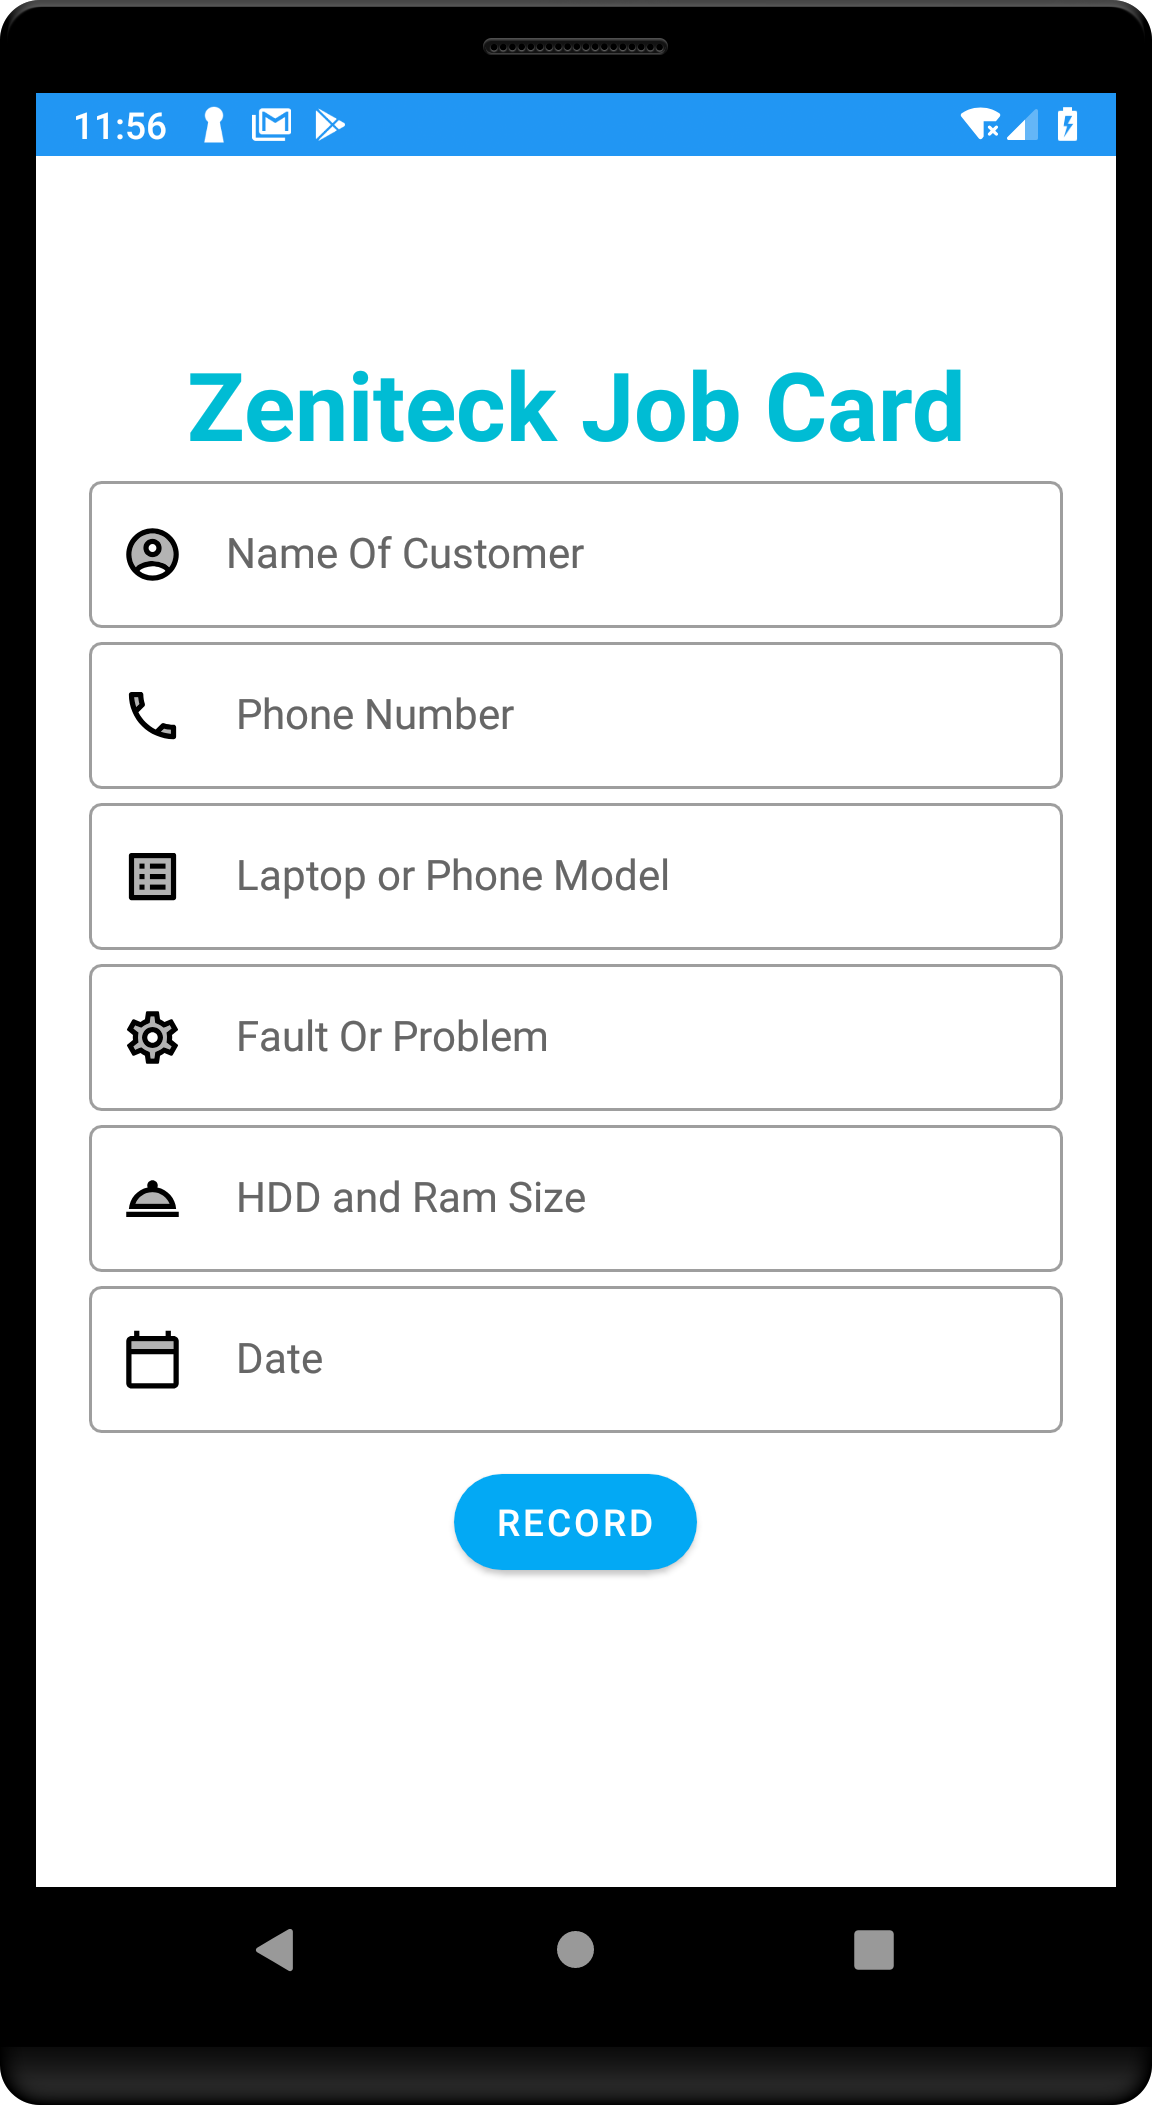 11:56
Zeniteck Job Card
Name Of Customer
Phone Number
Laptop or Phone Model
Fault Or Problem
HDD and Ram Size
Date
RECORD